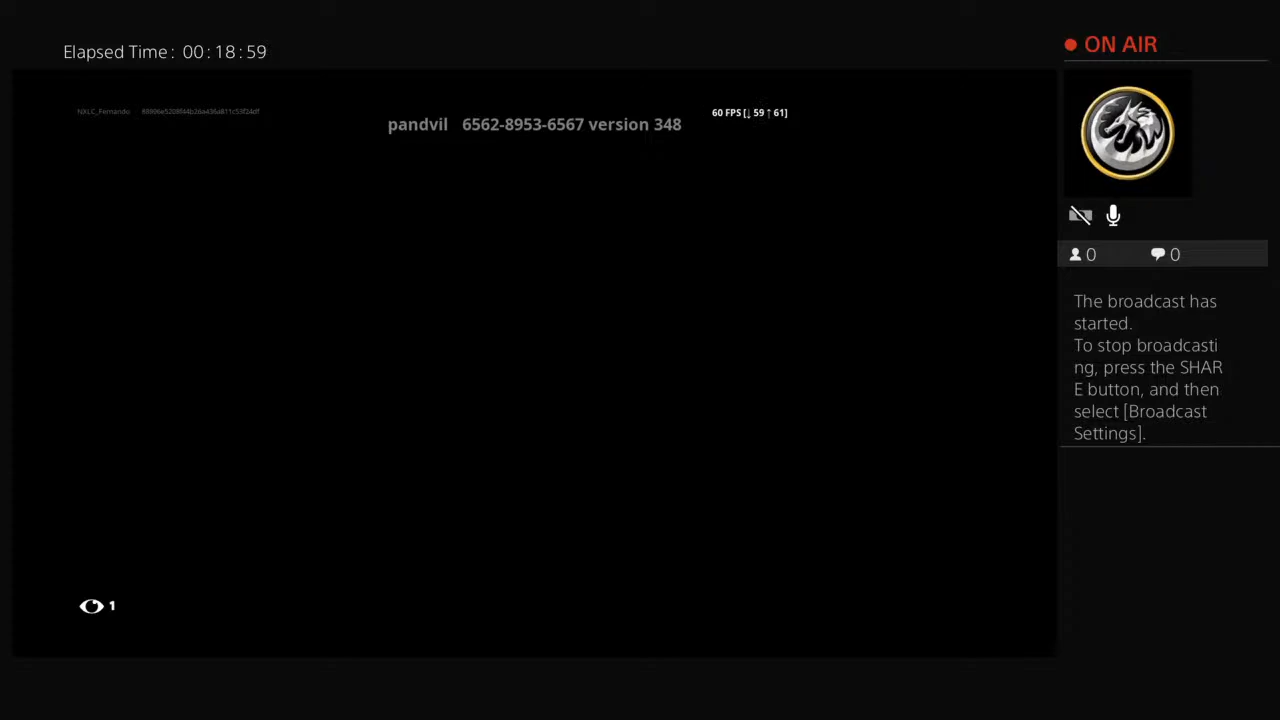 Elapsed Time: 00:18:59
ON AIR
NXLC_Fernando
60 FPS [↓ 59 ↑ 61]
pandvil 6562-8953-6567 version 348
0 0
The broadcast has
started.
To stop broadcasti
ng, press the SHAR
E button, and then
select [Broadcast
Settings].
1